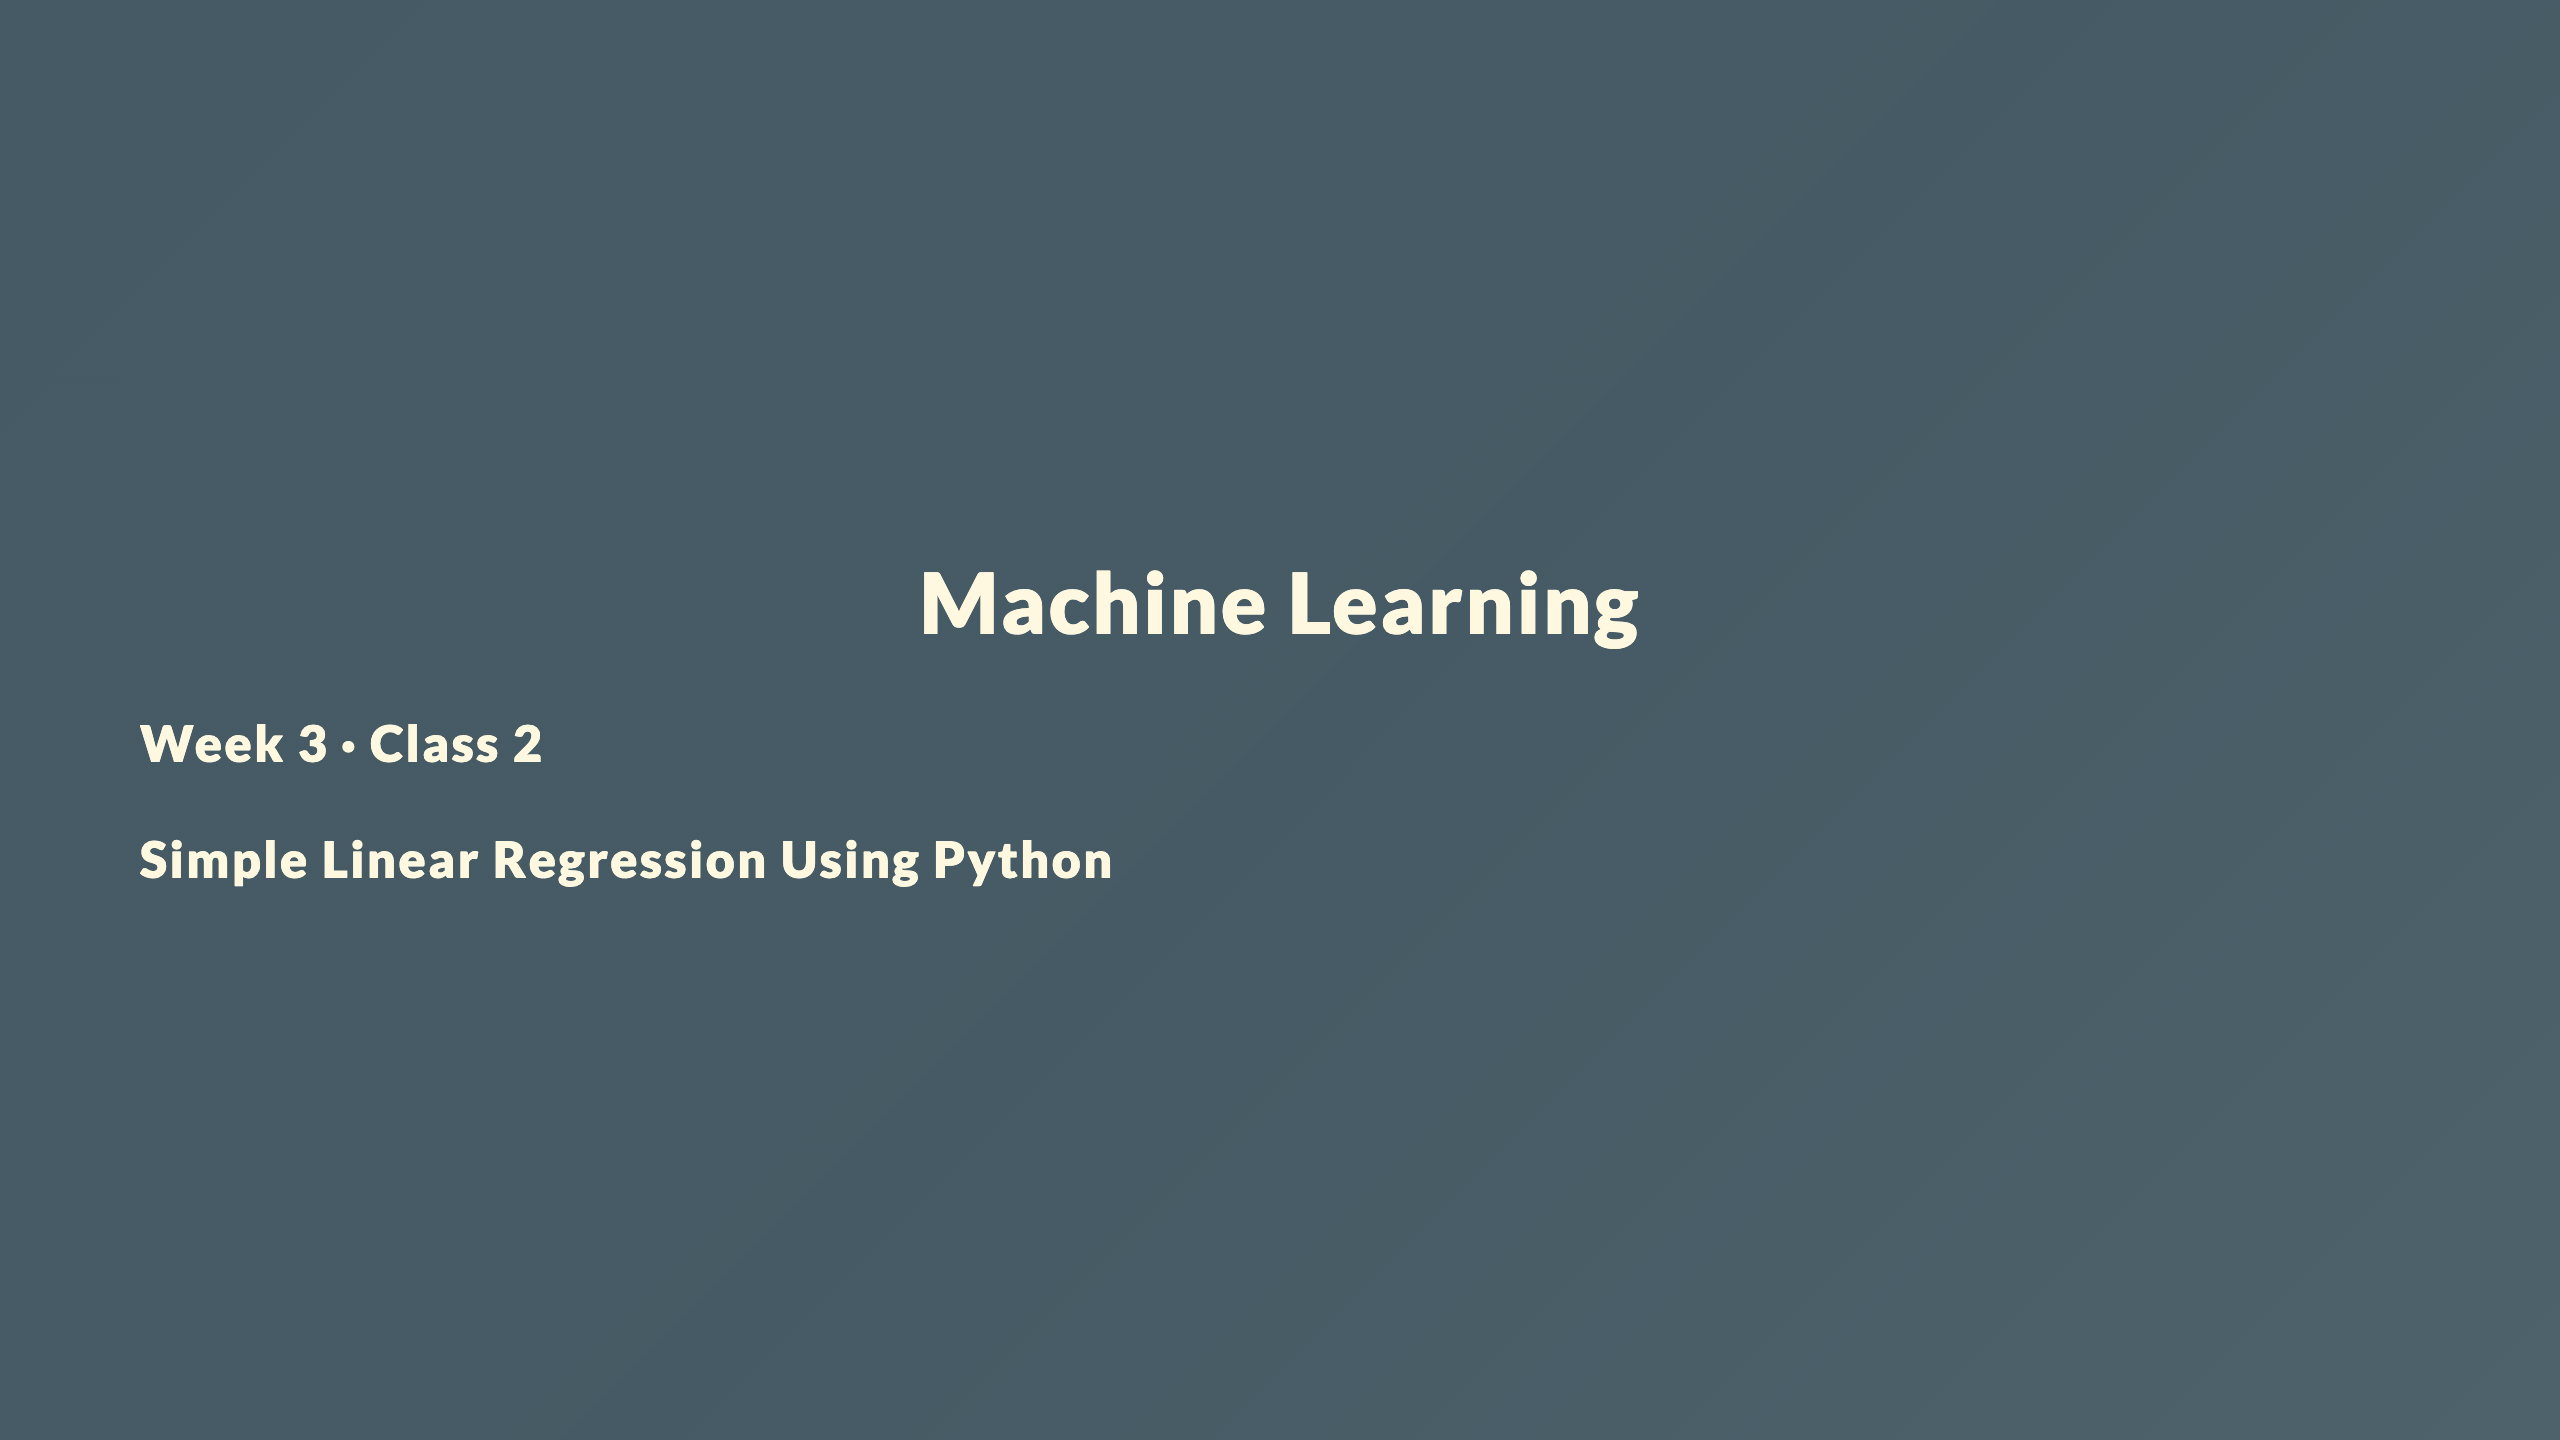 Machine Learning
Week 3 · Class 2
Simple Linear Regression Using Python